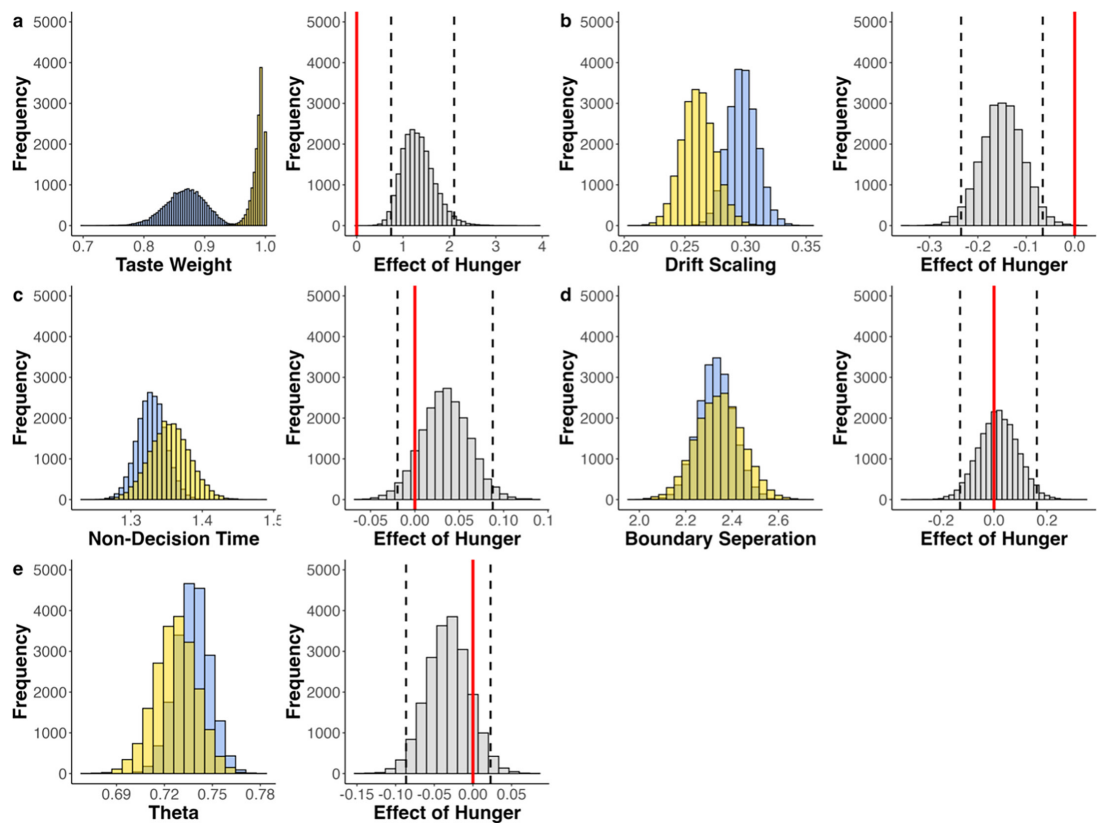 a
5000
4000
3000
2000
1000
0
Frequency
0.7 0.8 0.9 1.0
Taste Weight
5000
4000
3000
2000
1000
0
Frequency
0 1 2 3 4
Effect of Hunger
b
5000
4000
3000
2000
1000
0
Frequency
0.20 0.25 0.30 0.35
Drift Scaling
5000
4000
3000
2000
1000
0
Frequency
-0.3 -0.2 -0.1 0.0
Effect of Hunger
c
5000
4000
3000
2000
1000
0
Frequency
1.3 1.4 1.5
Non-Decision Time
5000
4000
3000
2000
1000
0
Frequency
-0.05 0.00 0.05 0.10 0.1
Effect of Hunger
d
5000
4000
3000
2000
1000
0
Frequency
2.0 2.2 2.4 2.6
Boundary Seperation
5000
4000
3000
2000
1000
0
Frequency
-0.2 0.0 0.2
Effect of Hunger
e
5000
4000
3000
2000
1000
0
Frequency
0.69 0.72 0.75 0.78
Theta
5000
4000
3000
2000
1000
0
Frequency
-0.15 -0.10 -0.05 0.00 0.05
Effect of Hunger